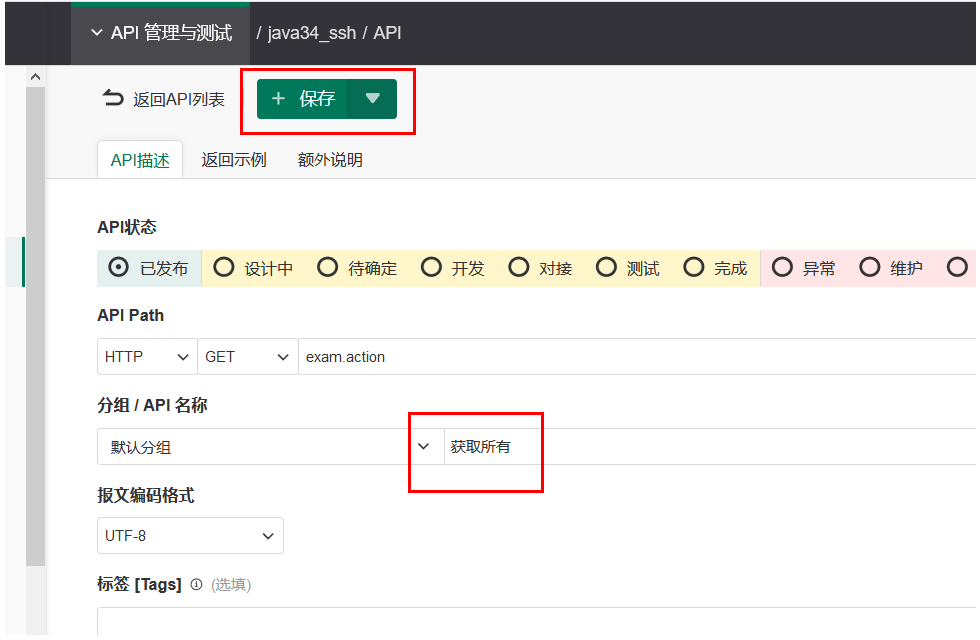 API 管理与测试 / java34_ssh / API
返回API列表 + 保存
API描述 返回示例 额外说明
API状态
已发布 设计中 待确定 开发 对接 测试 完成 异常 维护
API Path
HTTP GET exam.action
分组 / API 名称
默认分组 获取所有
报文编码格式
UTF-8
标签 [Tags] (选填)